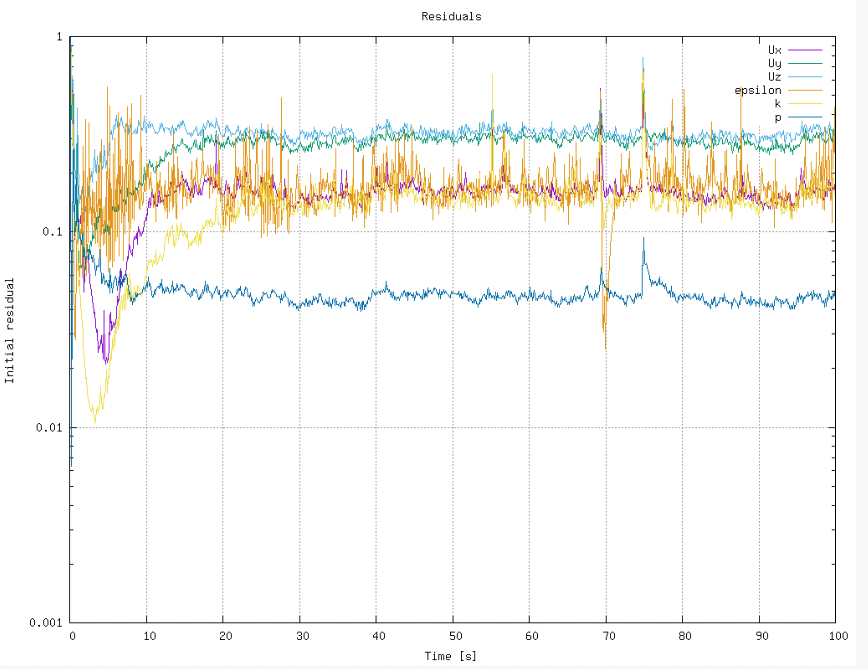 Residuals
Ux
Uy
Uz
epsilon
k
p
1
0.1
0.01
0.001
Initial residual
0 10 20 30 40 50 60 70 80 90 100
Time [s]